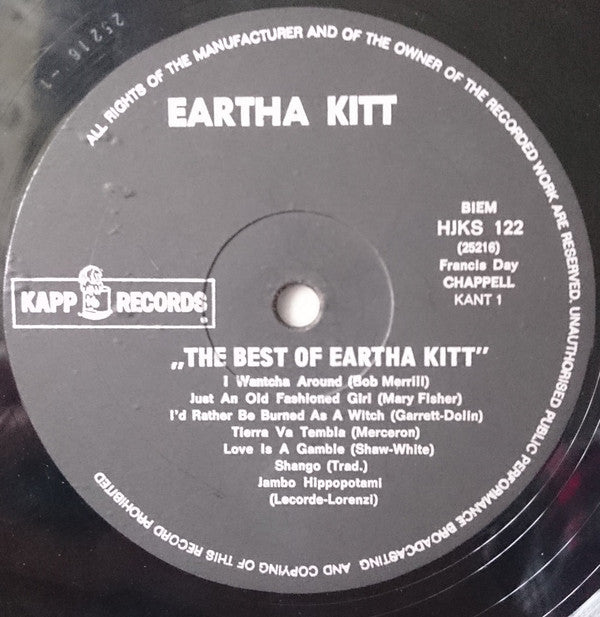 25216-1
ALL RIGHTS OF THE MANUFACTURER AND OF THE OWNER OF THE RECORDED WORK ARE RESERVED. UNAUTHORISED PUBLIC PERFORMANCE BROADCASTING AND COPYING OF THIS RECORD PROHIBITED
EARTHA KITT
BIEM
HJKS 122
(25216)
Francis Day
CHAPPELL
KANT 1
KAPP RECORDS
„THE BEST OF EARTHA KITT”
I Wantcha Around (Bob Merrill)
Just An Old Fashioned Girl (Mary Fisher)
I'd Rather Be Burned As A Witch (Garrett-Dolin)
Tierra Va Tembla (Merceron)
Love Is A Gamble (Shaw-White)
Shango (Trad.)
Jambo Hippopotami
(Lecorde-Lorenzi)